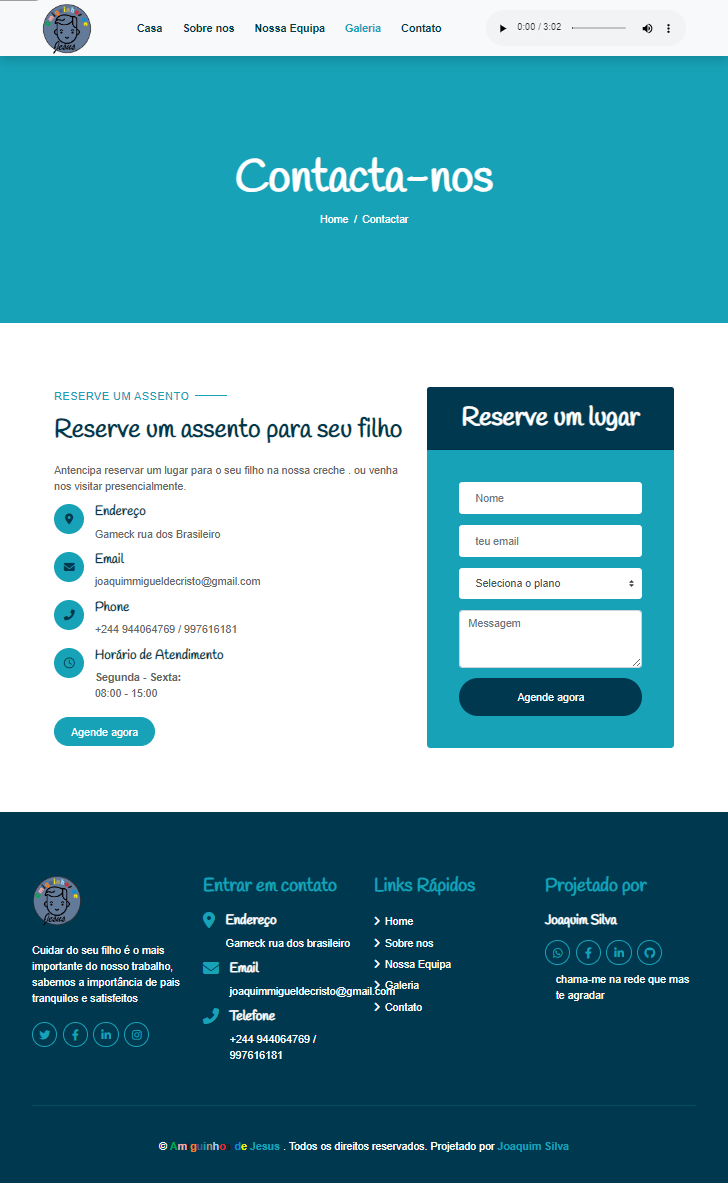 Casa Sobre nos Nossa Equipa Galeria Contato 0:00 / 3:02
Contacta-nos
Home / Contactar
RESERVE UM ASSENTO
Reserve um assento para seu filho
Antencipa reservar um lugar para o seu filho na nossa creche . ou venha
nos visitar presencialmente.
Endereço
Gameck rua dos Brasileiro
Email
joaquimmigueldecristo@gmail.com
Phone
+244 944064769 / 997616181
Horário de Atendimento
Segunda - Sexta:
08:00 - 15:00
Agende agora
Reserve um lugar
Nome
teu email
Seleciona o plano
Messagem
Agende agora
Jesus
Cuidar do seu filho é o mais
importante do nosso trabalho,
sabemos a importância de pais
tranquilos e satisfeitos
Entrar em contato
Endereço
Gameck rua dos brasileiro
Email
joaquimmigueldecristo@gmail.com
Telefone
+244 944064769 /
997616181
Links Rápidos
Home
Sobre nos
Nossa Equipa
Galeria
Contato
Projetado por
Joaquim Silva
chama-me na rede que mas
te agradar
© Amiguinho de Jesus . Todos os direitos reservados. Projetado por Joaquim Silva